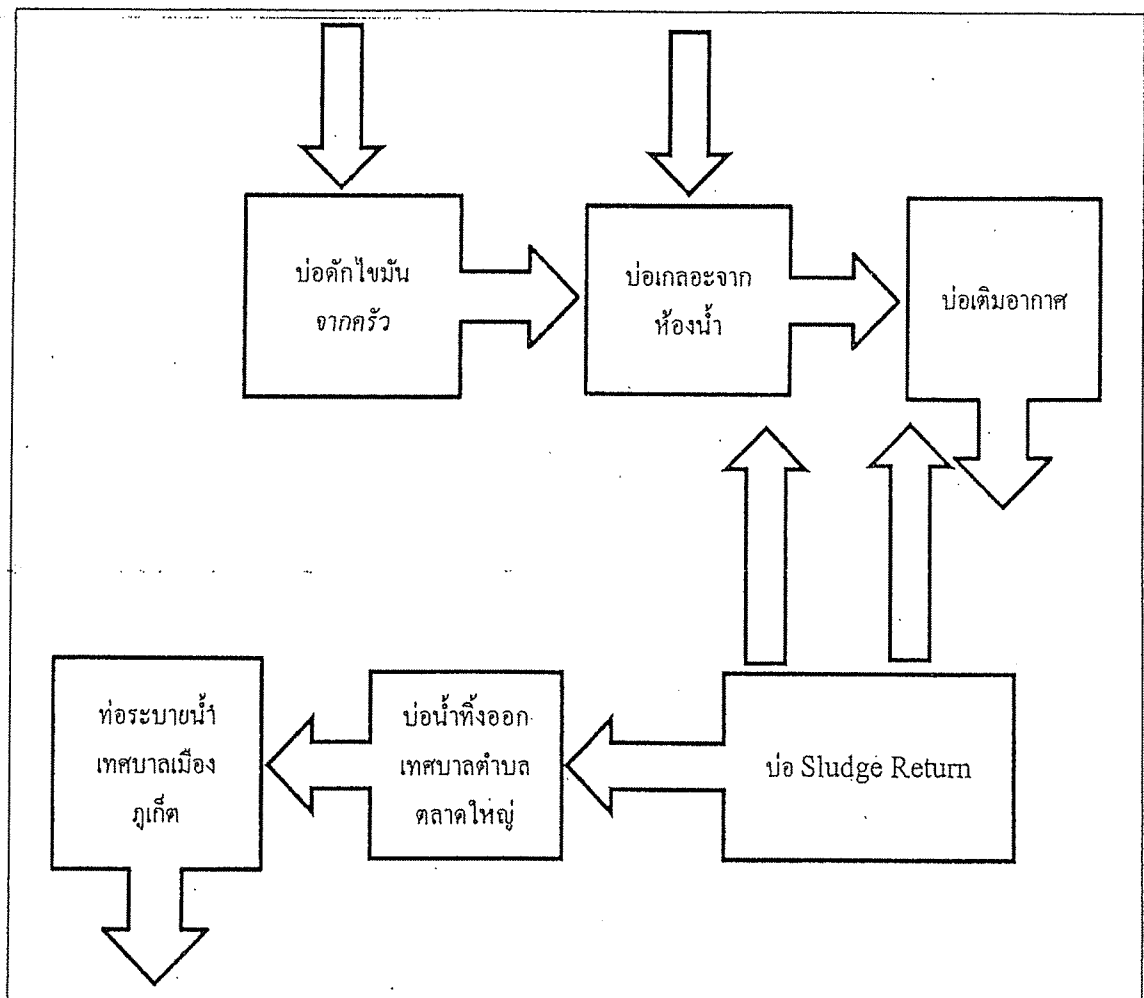 บ่อดักไขมัน
จากครัว
บ่อเกลอะจาก
ห้องน้ำ
บ่อเติมอากาศ
ท่อระบายน้ำ
เทศบาลเมือง
ภูเก็ต
บ่อน้ำทิ้งออก
เทศบาลตำบล
ตลาดใหญ่
บ่อ Sludge Return